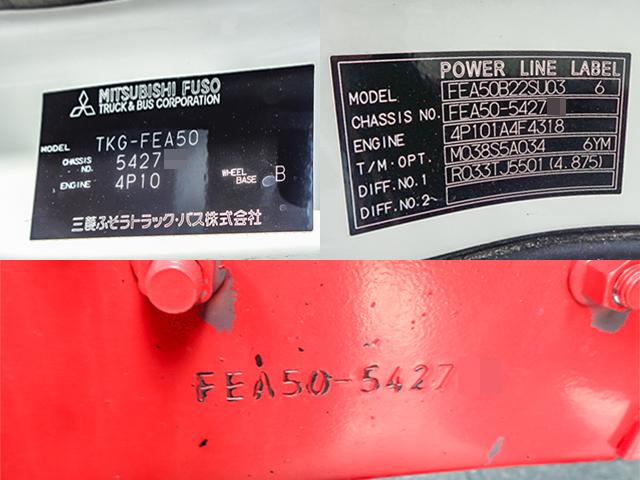 MITSUBISHI FUSO
TRUCK & BUS CORPORATION
MODEL TKG-FEA50
CHASSIS NO. 5427
ENGINE 4P10 WHEEL BASE B
三菱ふそうトラック・バス株式会社
POWER LINE LABEL
MODEL FEA50B22SU03 6
CHASSIS NO. FEA50-5427
ENGINE 4P101A4F4318
T/M. OPT. M038S5A034 6YM
DIFF. NO. 1 R033TJ5501 (4.875)
DIFF. NO. 2
FEA50-5427